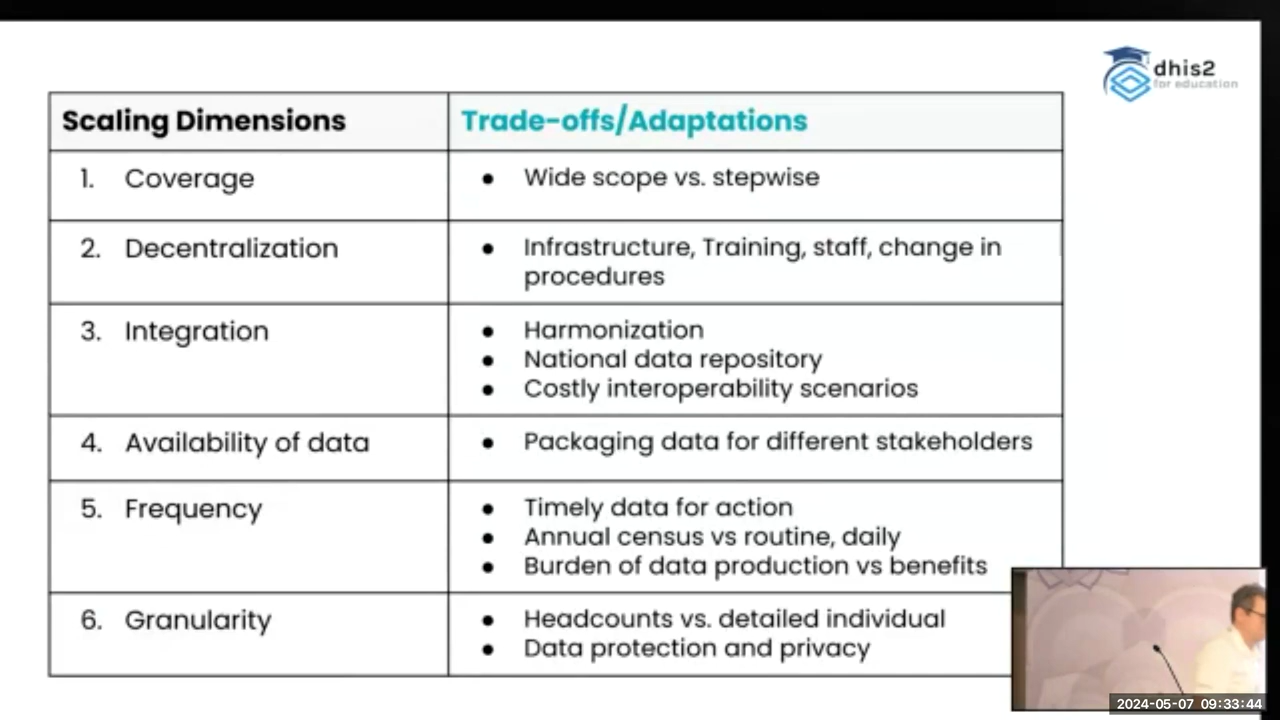 dhis2
for education
Scaling Dimensions
Trade-offs/Adaptations
1. Coverage
● Wide scope vs. stepwise
2. Decentralization
● Infrastructure, Training, staff, change in
procedures
3. Integration
● Harmonization
● National data repository
● Costly interoperability scenarios
4. Availability of data
● Packaging data for different stakeholders
5. Frequency
● Timely data for action
● Annual census vs routine, daily
● Burden of data production vs benefits
6. Granularity
● Headcounts vs. detailed individual
● Data protection and privacy
2024-05-07 09:33:44